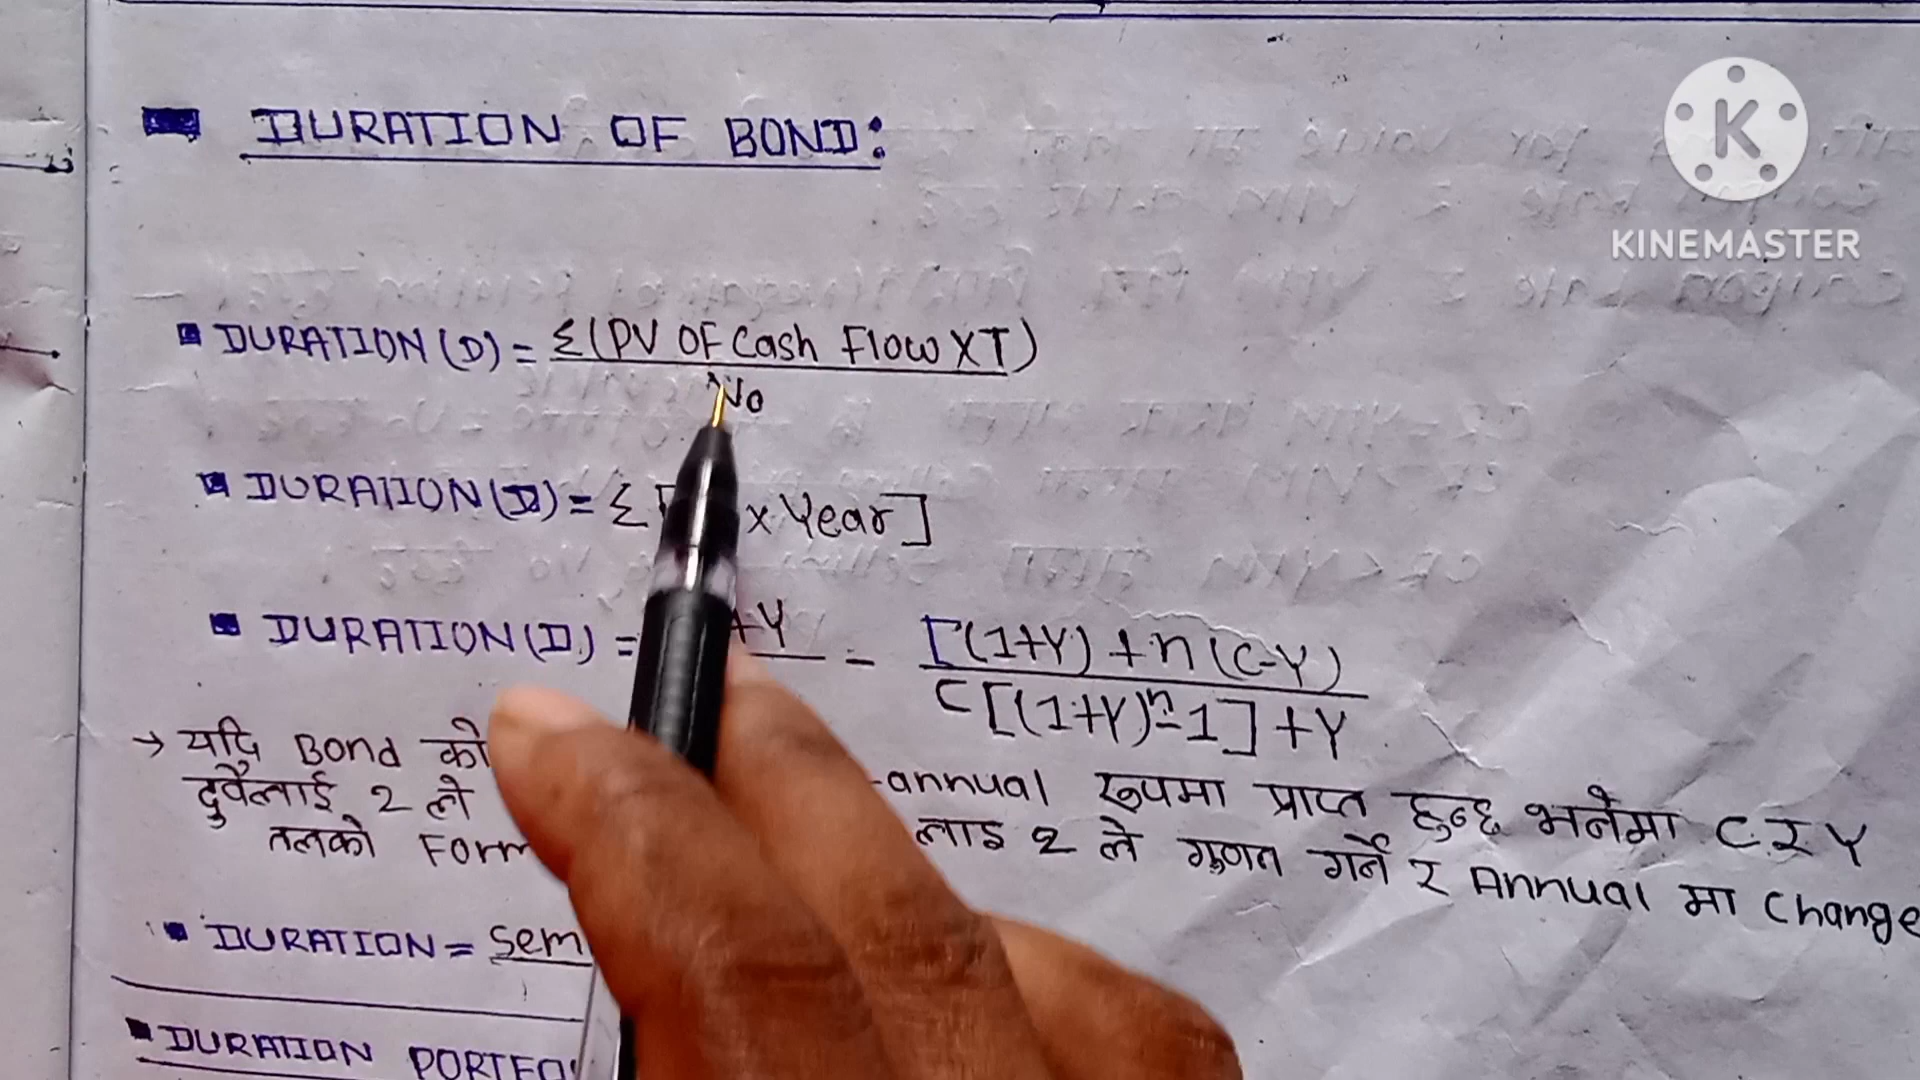 DURATION OF BOND:
KINEMASTER
DURATION (D) = Σ(PV OF Cash Flow X T)
V0
DURATION (D) = Σ[ x Year]
DURATION (D) = +Y - [(1+Y) + n (C-Y)
C [(1+Y)^n - 1] + Y
→ यदि Bond को -annual रूपमा प्राप्त हुन्छ भनेमा C र Y
दुवैलाई 2 ले लाई 2 ले गुणन गर्ने र Annual मा Change
तलको Form
DURATION = Sem
DURATION PORTFO